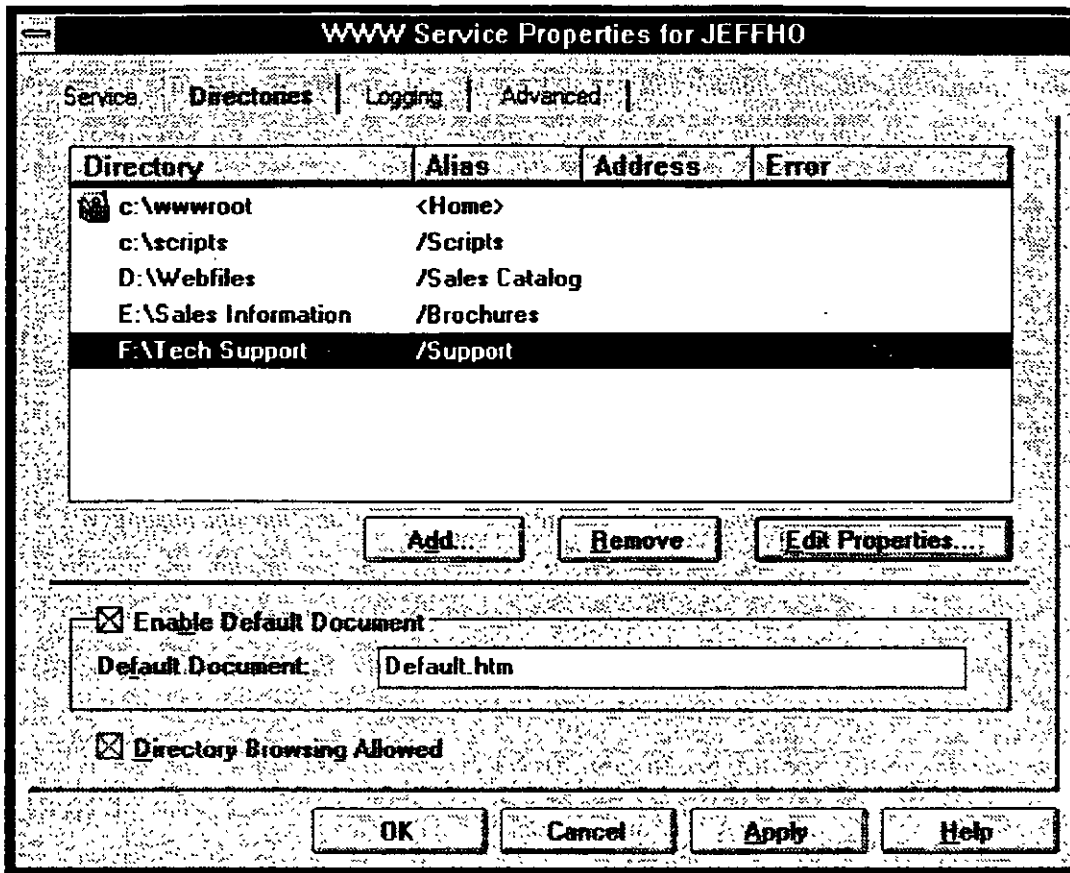 WWW Service Properties for JEFFHO
Service Directories Logging Advanced
Directory Alias Address Error
c:\wwwroot <Home>
c:\scripts /Scripts
D:\Webfiles /Sales Catalog
E:\Sales Information /Brochures
F:\Tech Support /Support
Add... Remove Edit Properties...
Enable Default Document
Default Document: Default.htm
Directory Browsing Allowed
OK Cancel Apply Help